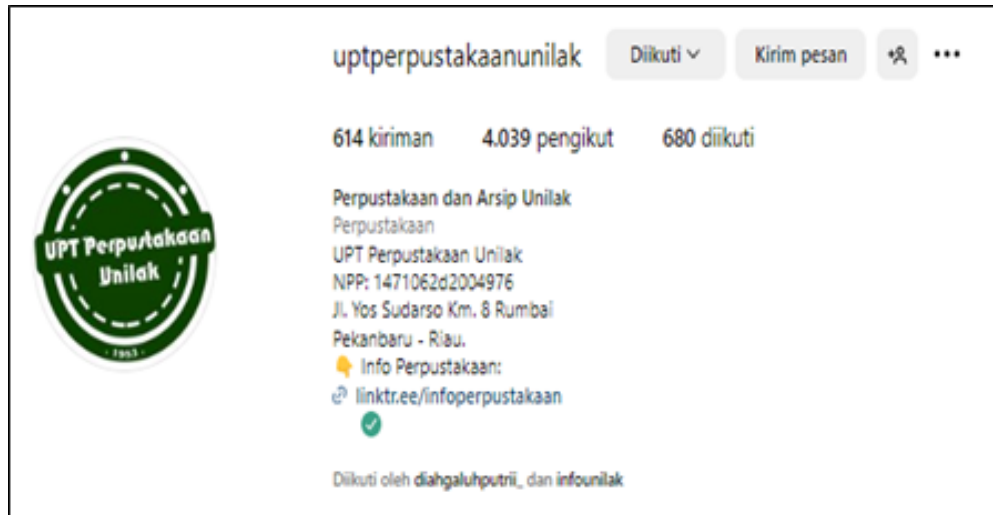 uptperpustakaanunilak Diikuti Kirim pesan
614 kiriman 4.039 pengikut 680 diikuti
Perpustakaan dan Arsip Unilak
Perpustakaan
UPT Perpustakaan Unilak
NPP: 1471062d2004976
Jl. Yos Sudarso Km. 8 Rumbai
Pekanbaru - Riau.
👇 Info Perpustakaan:
linktr.ee/infoperpustakaan
Diikuti oleh diahgaluhputrii_ dan infounilak
UPT Perpustakaan
Unilak